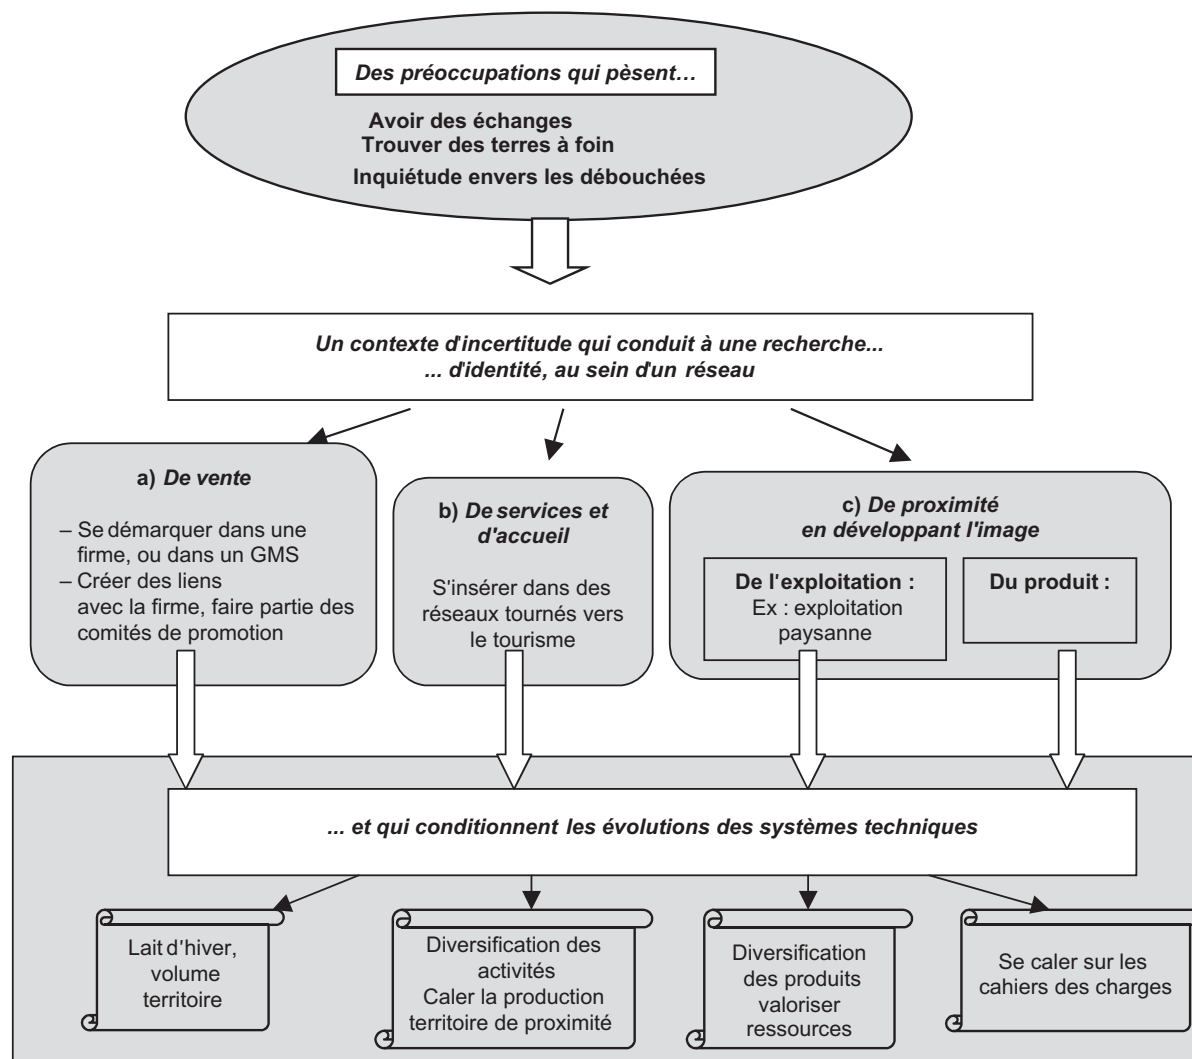 Des préoccupations qui pèsent…
Avoir des échanges
Trouver des terres à foin
Inquiétude envers les débouchées
Un contexte d'incertitude qui conduit à une recherche...
... d'identité, au sein d'un réseau
a) De vente
– Se démarquer dans une
firme, ou dans un GMS
– Créer des liens
avec la firme, faire partie des
comités de promotion
b) De services et
d'accueil
S'insérer dans des
réseaux tournés vers
le tourisme
c) De proximité
en développant l'image
De l'exploitation :
Ex : exploitation
paysanne
Du produit :
... et qui conditionnent les évolutions des systèmes techniques
Lait d'hiver,
volume
territoire
Diversification des
activités
Caler la production
territoire de proximité
Diversification
des produits
valoriser
ressources
Se caler sur les
cahiers des charges